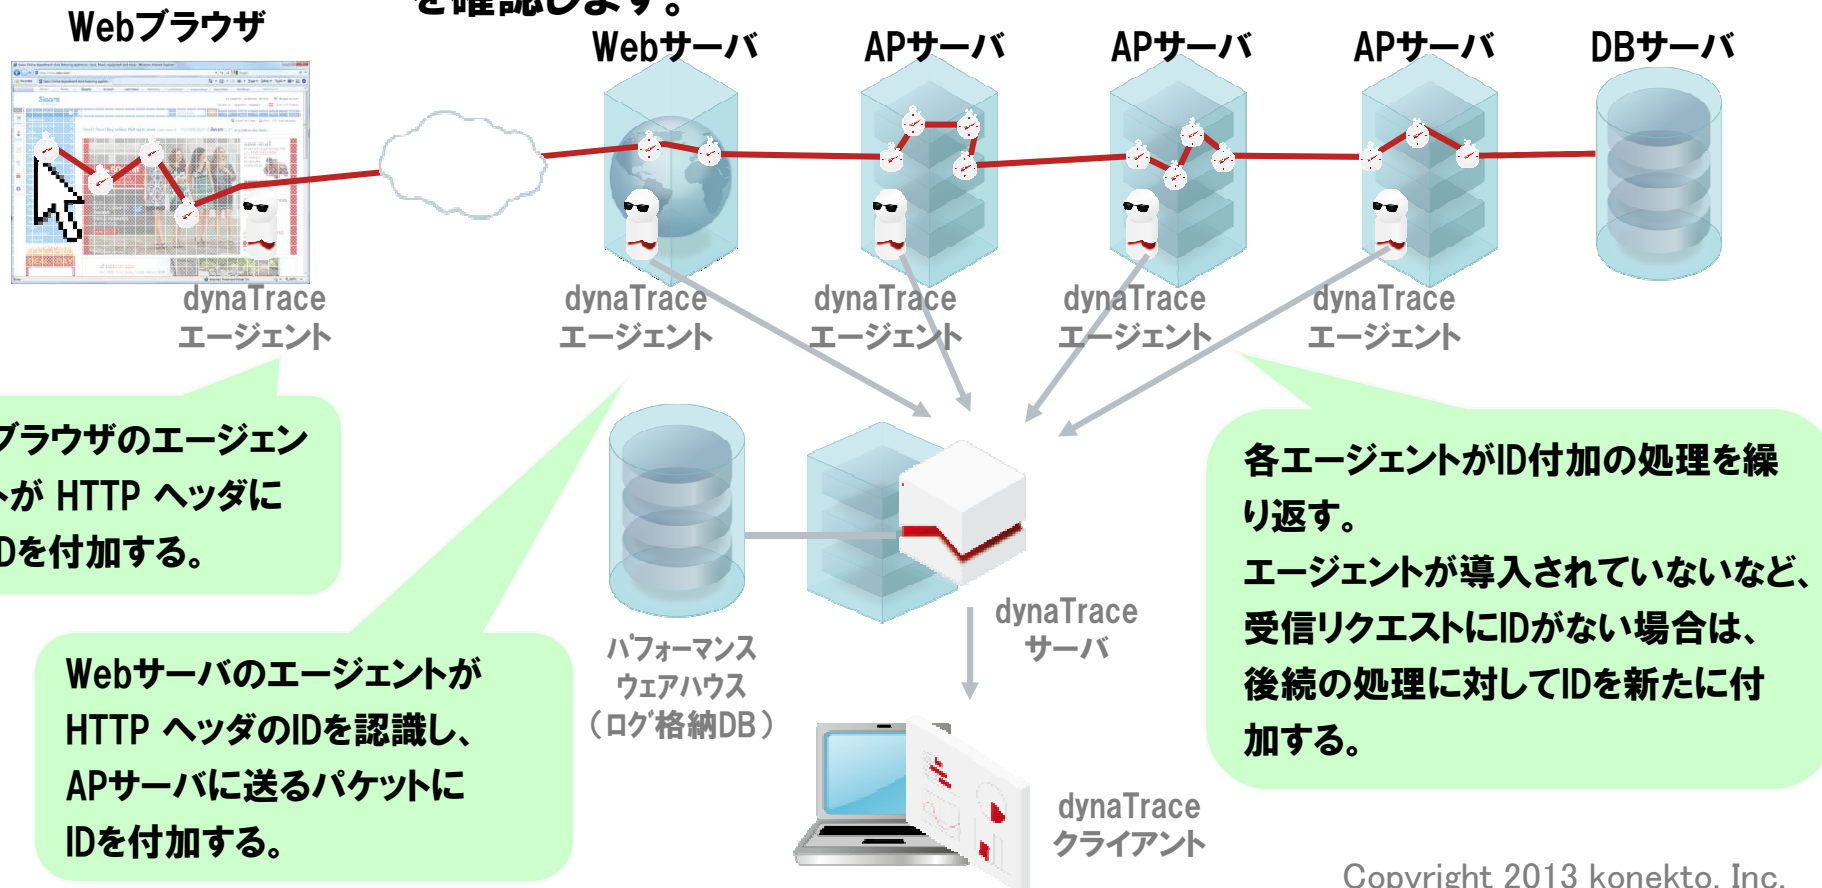 を確認します。
Webブラウザ
Webサーバ
APサーバ
APサーバ
APサーバ
DBサーバ
Sears
dynaTrace
エージェント
dynaTrace
エージェント
dynaTrace
エージェント
dynaTrace
エージェント
dynaTrace
エージェント
ブラウザのエージェン
トが HTTP ヘッダに
IDを付加する。
Webサーバのエージェントが
HTTP ヘッダのIDを認識し、
APサーバに送るパケットに
IDを付加する。
各エージェントがID付加の処理を繰
り返す。
エージェントが導入されていないなど、
受信リクエストにIDがない場合は、
後続の処理に対してIDを新たに付
加する。
パフォーマンス
ウェアハウス
（ログ格納DB）
dynaTrace
サーバ
dynaTrace
クライアント
Copyright 2013 konekto, Inc.